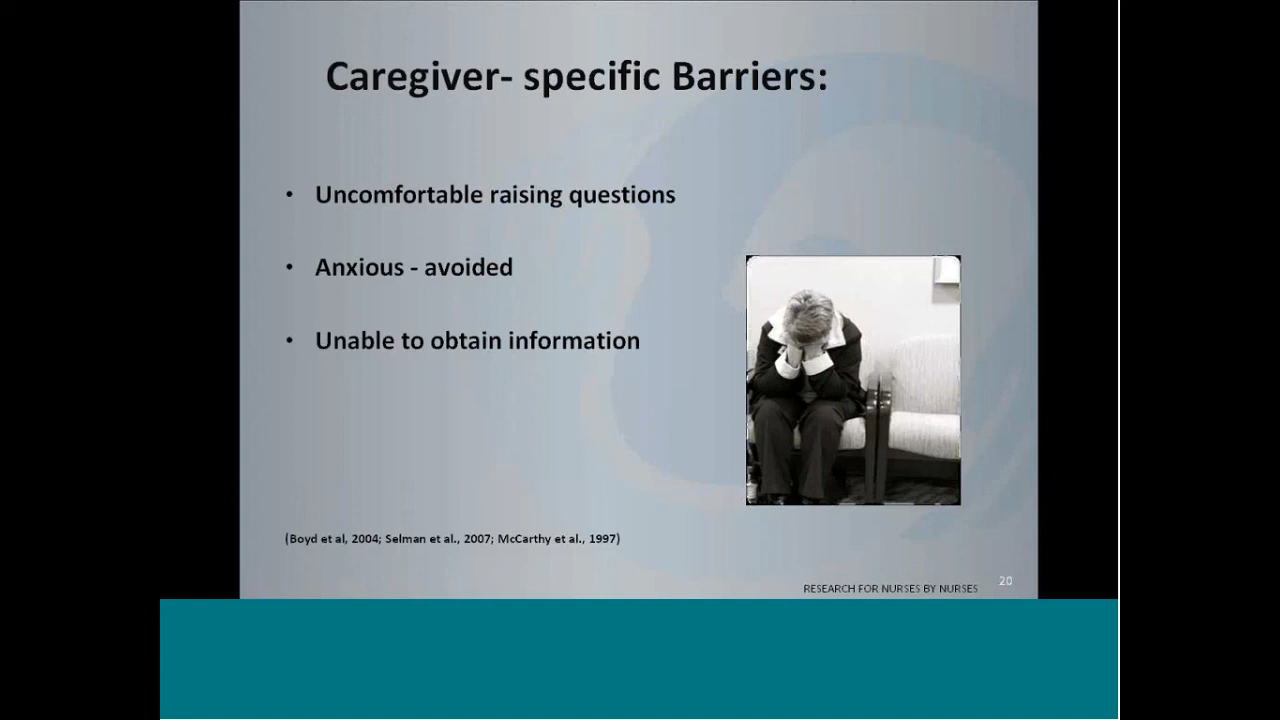 Caregiver- specific Barriers:
• Uncomfortable raising questions
• Anxious - avoided
• Unable to obtain information
(Boyd et al, 2004; Selman et al., 2007; McCarthy et al., 1997)
RESEARCH FOR NURSES BY NURSES
20